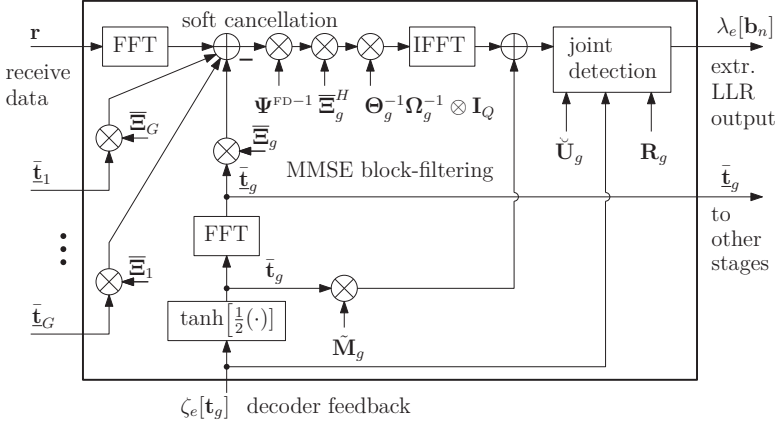 r
receive
data
FFT
soft cancellation
−
IFFT
joint
detection
λₑ[bₙ]
extr.
LLR
output
Ψ^FD−1 Ξ̅_g^H Θ_g^−1 Ω_g^−1 ⊗ I_Q
Ξ̅_G
Ξ̅_g
Ŭ_g
R_g
t̲̄_1
t̲̄_g
MMSE block-filtering
t̲̄_g
to
other
stages
FFT
⋮
Ξ̅_1
t̄_g
t̲̄_G
tanh[½(·)]
M̃_g
ζₑ[t_g] decoder feedback